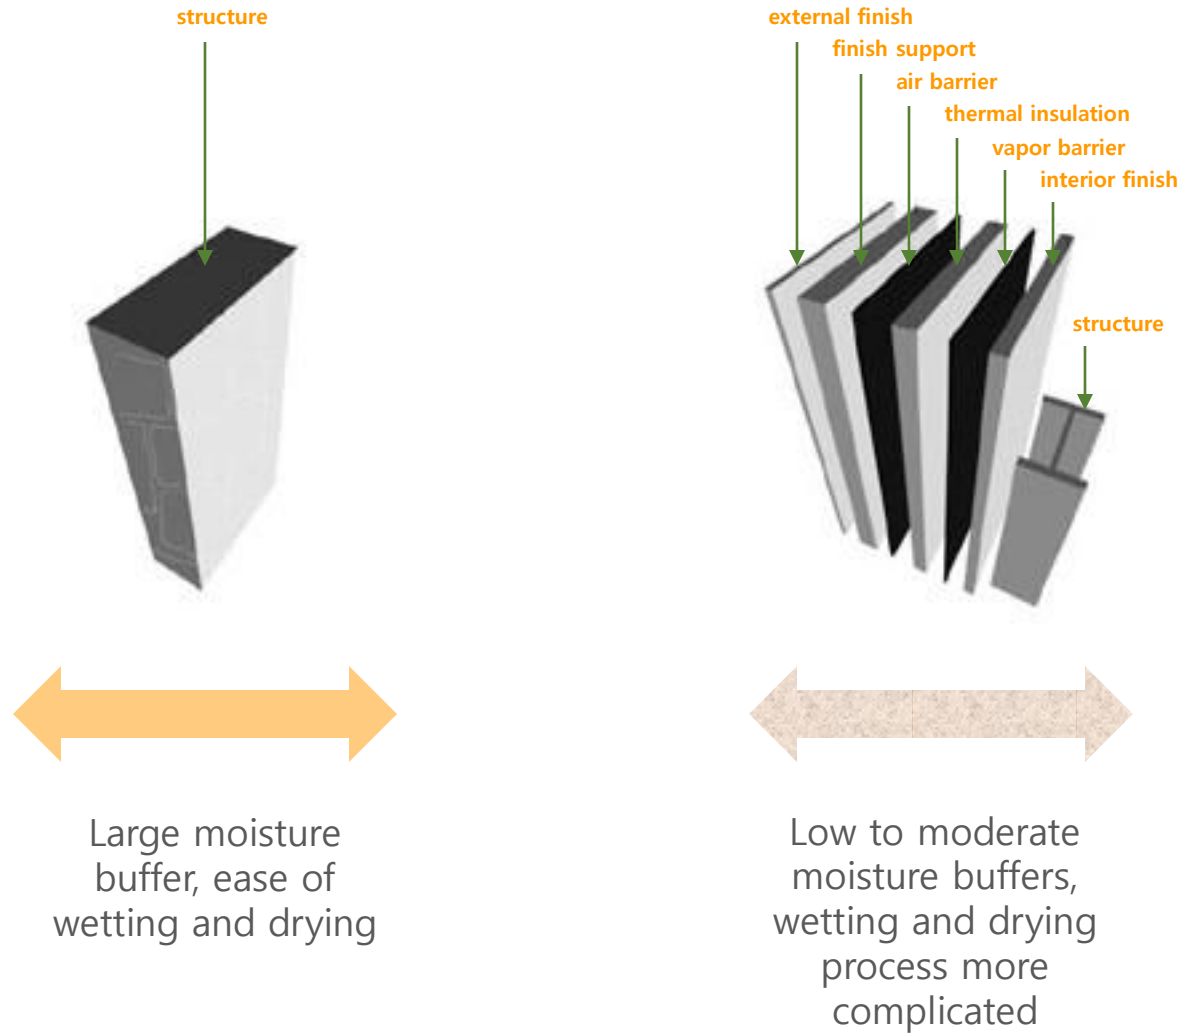 structure
external finish
finish support
air barrier
thermal insulation
vapor barrier
interior finish
structure
Large moisture
buffer, ease of
wetting and drying
Low to moderate
moisture buffers,
wetting and drying
process more
complicated